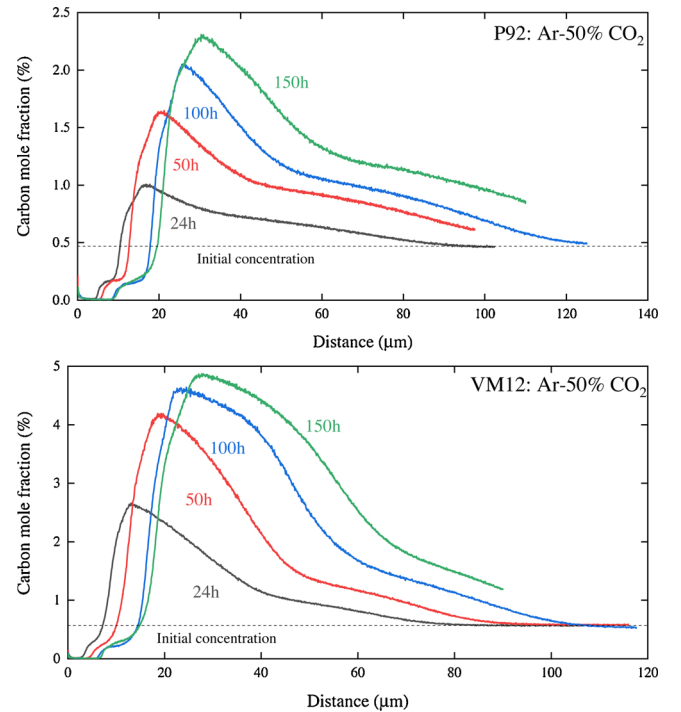 P92: Ar-50% CO₂
Carbon mole fraction (%)
2.5
2.0
1.5
1.0
0.5
0.0
150h
100h
50h
24h
Initial concentration
0 20 40 60 80 100 120 140
Distance (μm)
VM12: Ar-50% CO₂
Carbon mole fraction (%)
5
4
3
2
1
0
150h
100h
50h
24h
Initial concentration
0 20 40 60 80 100 120
Distance (μm)